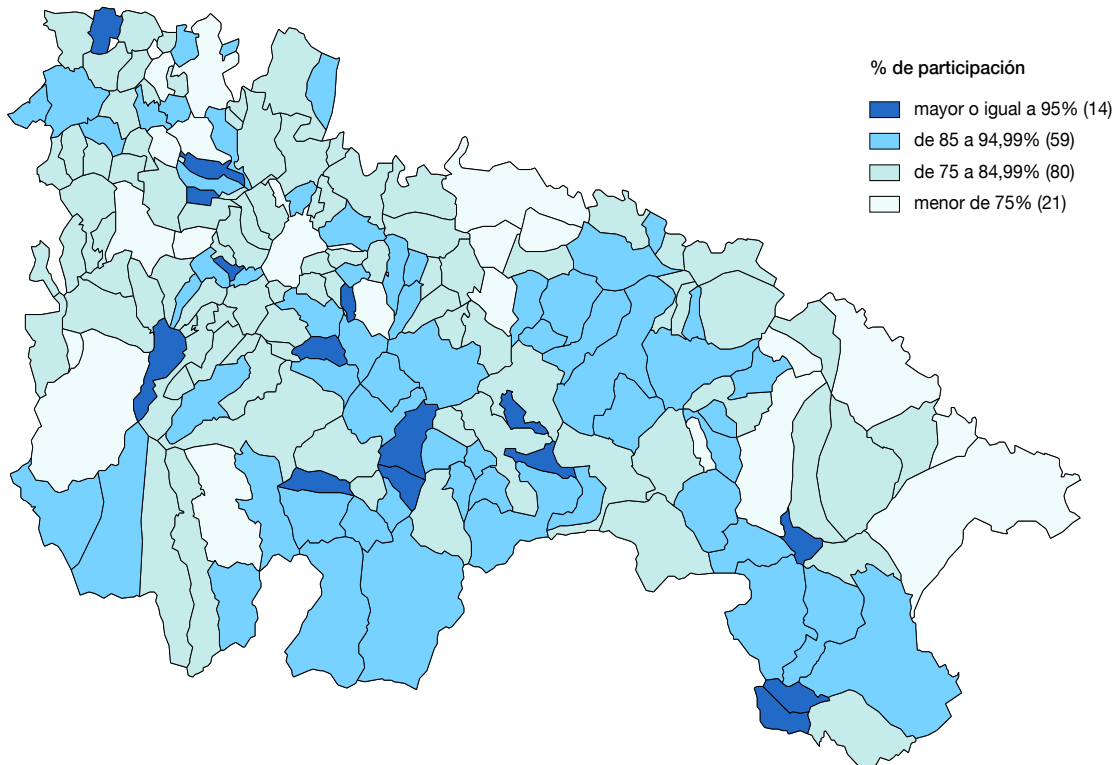 % de participación
mayor o igual a 95% (14)
de 85 a 94,99% (59)
de 75 a 84,99% (80)
menor de 75% (21)